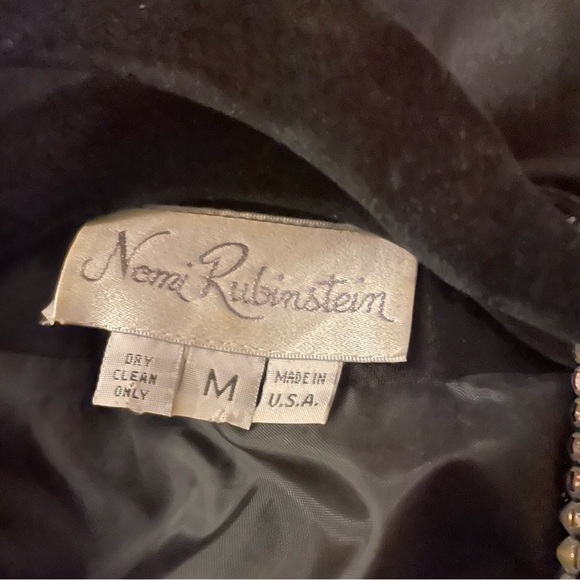 Nomi Rubinstein
DRY
CLEAN
ONLY
M
MADE IN
U.S.A.